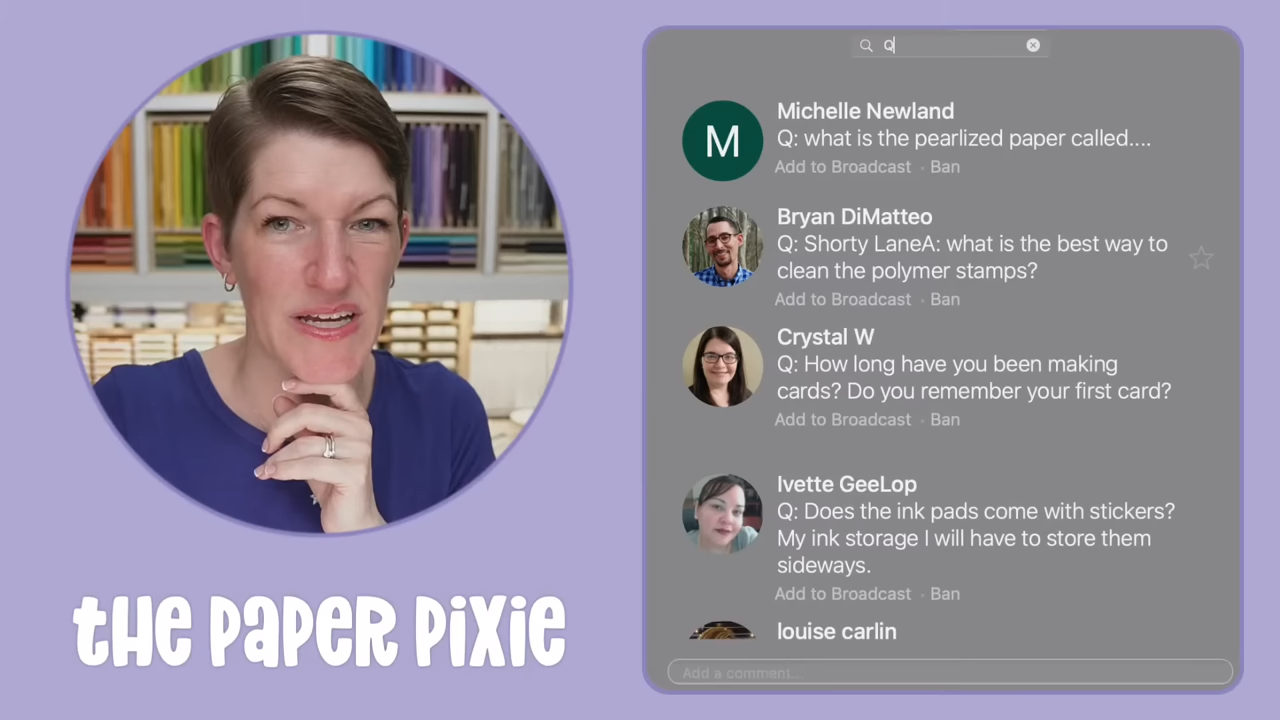 Q
Michelle Newland
Q: what is the pearlized paper called....
Add to Broadcast · Ban
M
Bryan DiMatteo
Q: Shorty LaneA: what is the best way to
clean the polymer stamps?
Add to Broadcast · Ban
Crystal W
Q: How long have you been making
cards? Do you remember your first card?
Add to Broadcast · Ban
Ivette GeeLop
Q: Does the ink pads come with stickers?
My ink storage I will have to store them
sideways.
Add to Broadcast · Ban
louise carlin
Add a comment...
the paper pixie